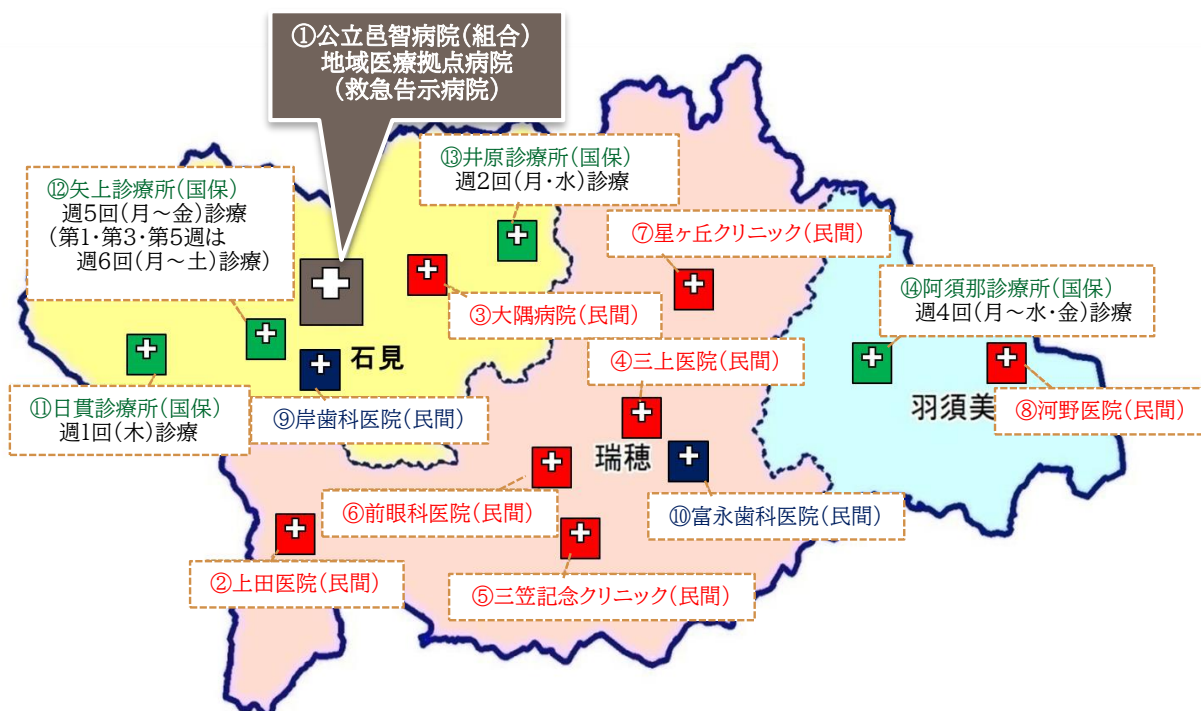 ①公立邑智病院(組合)
地域医療拠点病院
(救急告示病院)
⑬井原診療所(国保)
週2回(月・水)診療
⑫矢上診療所(国保)
週5回(月～金)診療
(第1・第3・第5週は
週6回(月～土)診療)
⑦星ヶ丘クリニック(民間)
⑭阿須那診療所(国保)
週4回(月～水・金)診療
③大隅病院(民間)
石見
④三上医院(民間)
⑪日貫診療所(国保)
週1回(木)診療
⑨岸歯科医院(民間)
羽須美
⑧河野医院(民間)
瑞穂
⑥前眼科医院(民間)
⑩富永歯科医院(民間)
②上田医院(民間)
⑤三笠記念クリニック(民間)